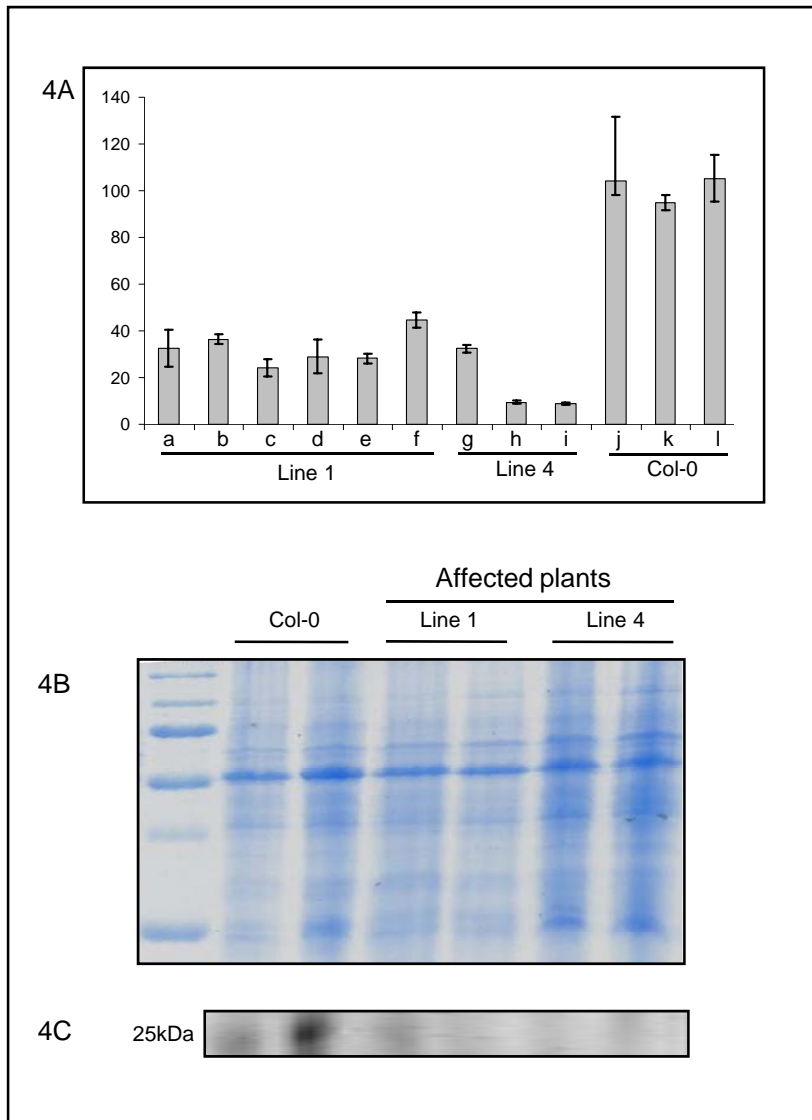 4A
140
120
100
80
60
40
20
0
a b c d e f g h i j k l
Line 1 Line 4 Col-0
Affected plants
Col-0 Line 1 Line 4
4B
4C 25kDa